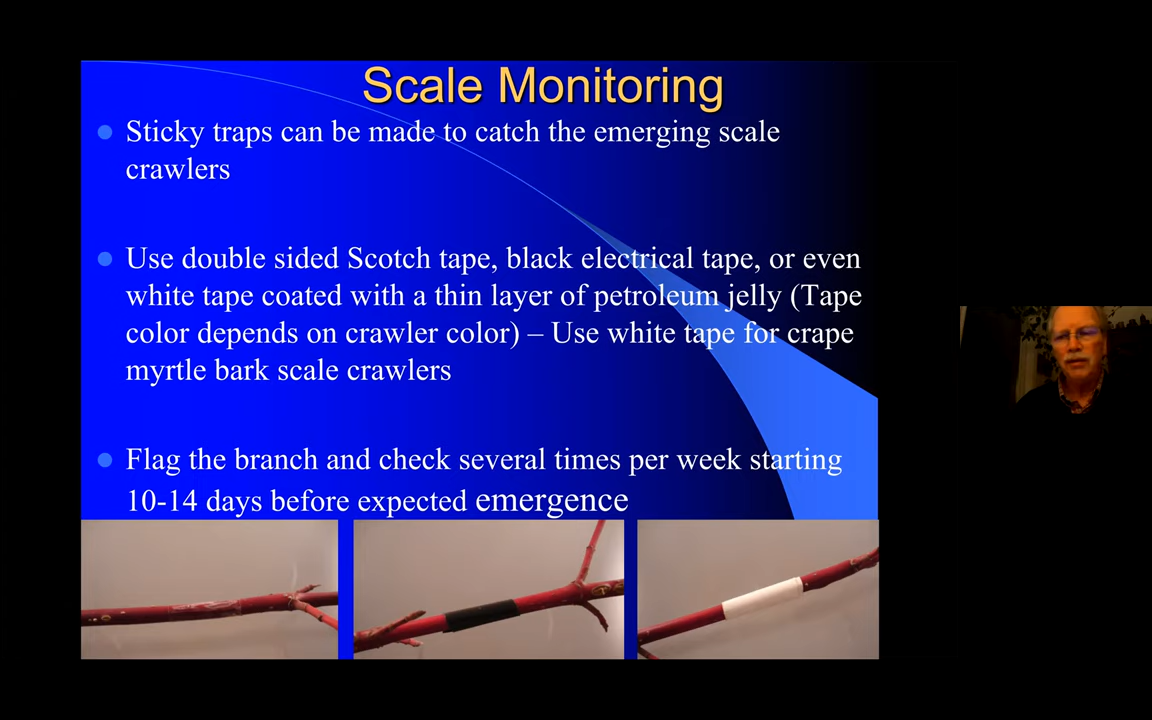 Scale Monitoring
Sticky traps can be made to catch the emerging scale
crawlers
Use double sided Scotch tape, black electrical tape, or even
white tape coated with a thin layer of petroleum jelly (Tape
color depends on crawler color) – Use white tape for crape
myrtle bark scale crawlers
Flag the branch and check several times per week starting
10-14 days before expected emergence